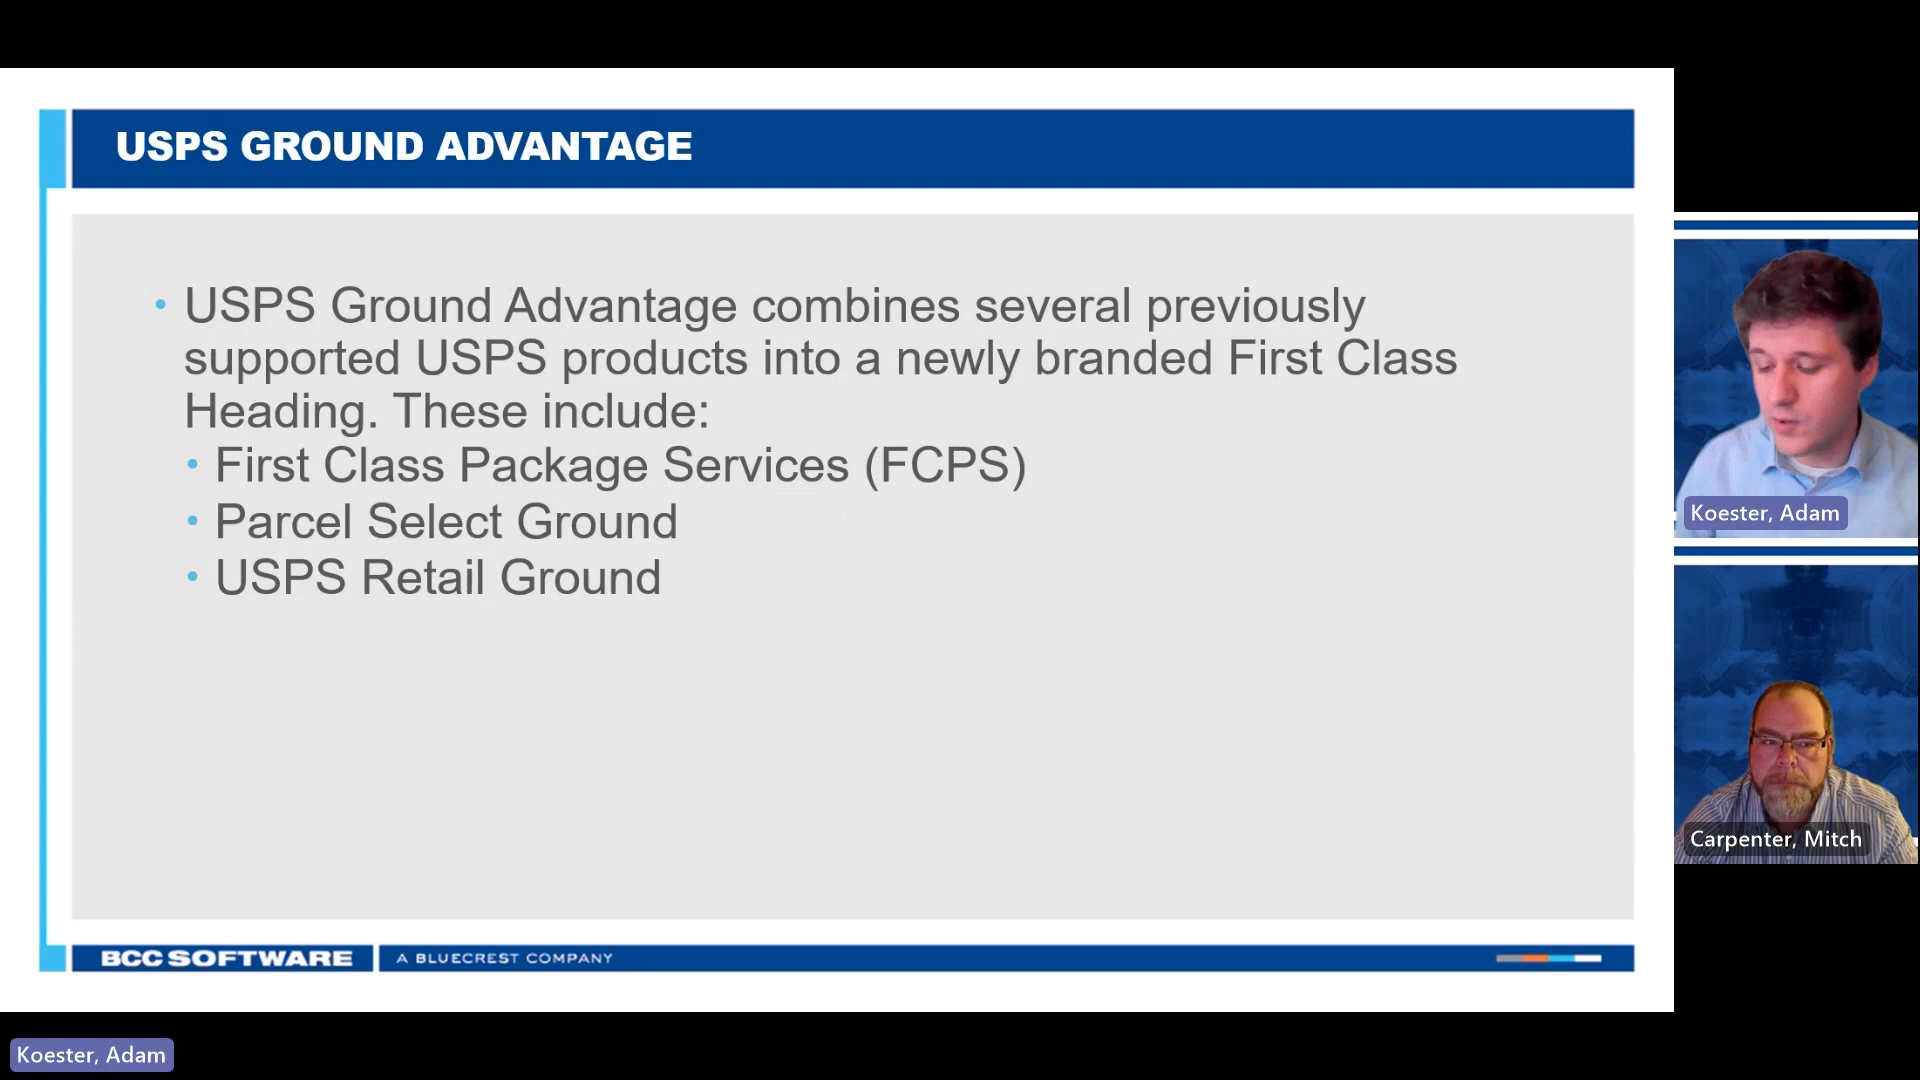 USPS GROUND ADVANTAGE
• USPS Ground Advantage combines several previously
supported USPS products into a newly branded First Class
Heading. These include:
• First Class Package Services (FCPS)
• Parcel Select Ground
• USPS Retail Ground
BCC SOFTWARE
A BLUECREST COMPANY
Koester, Adam
Carpenter, Mitch
Koester, Adam